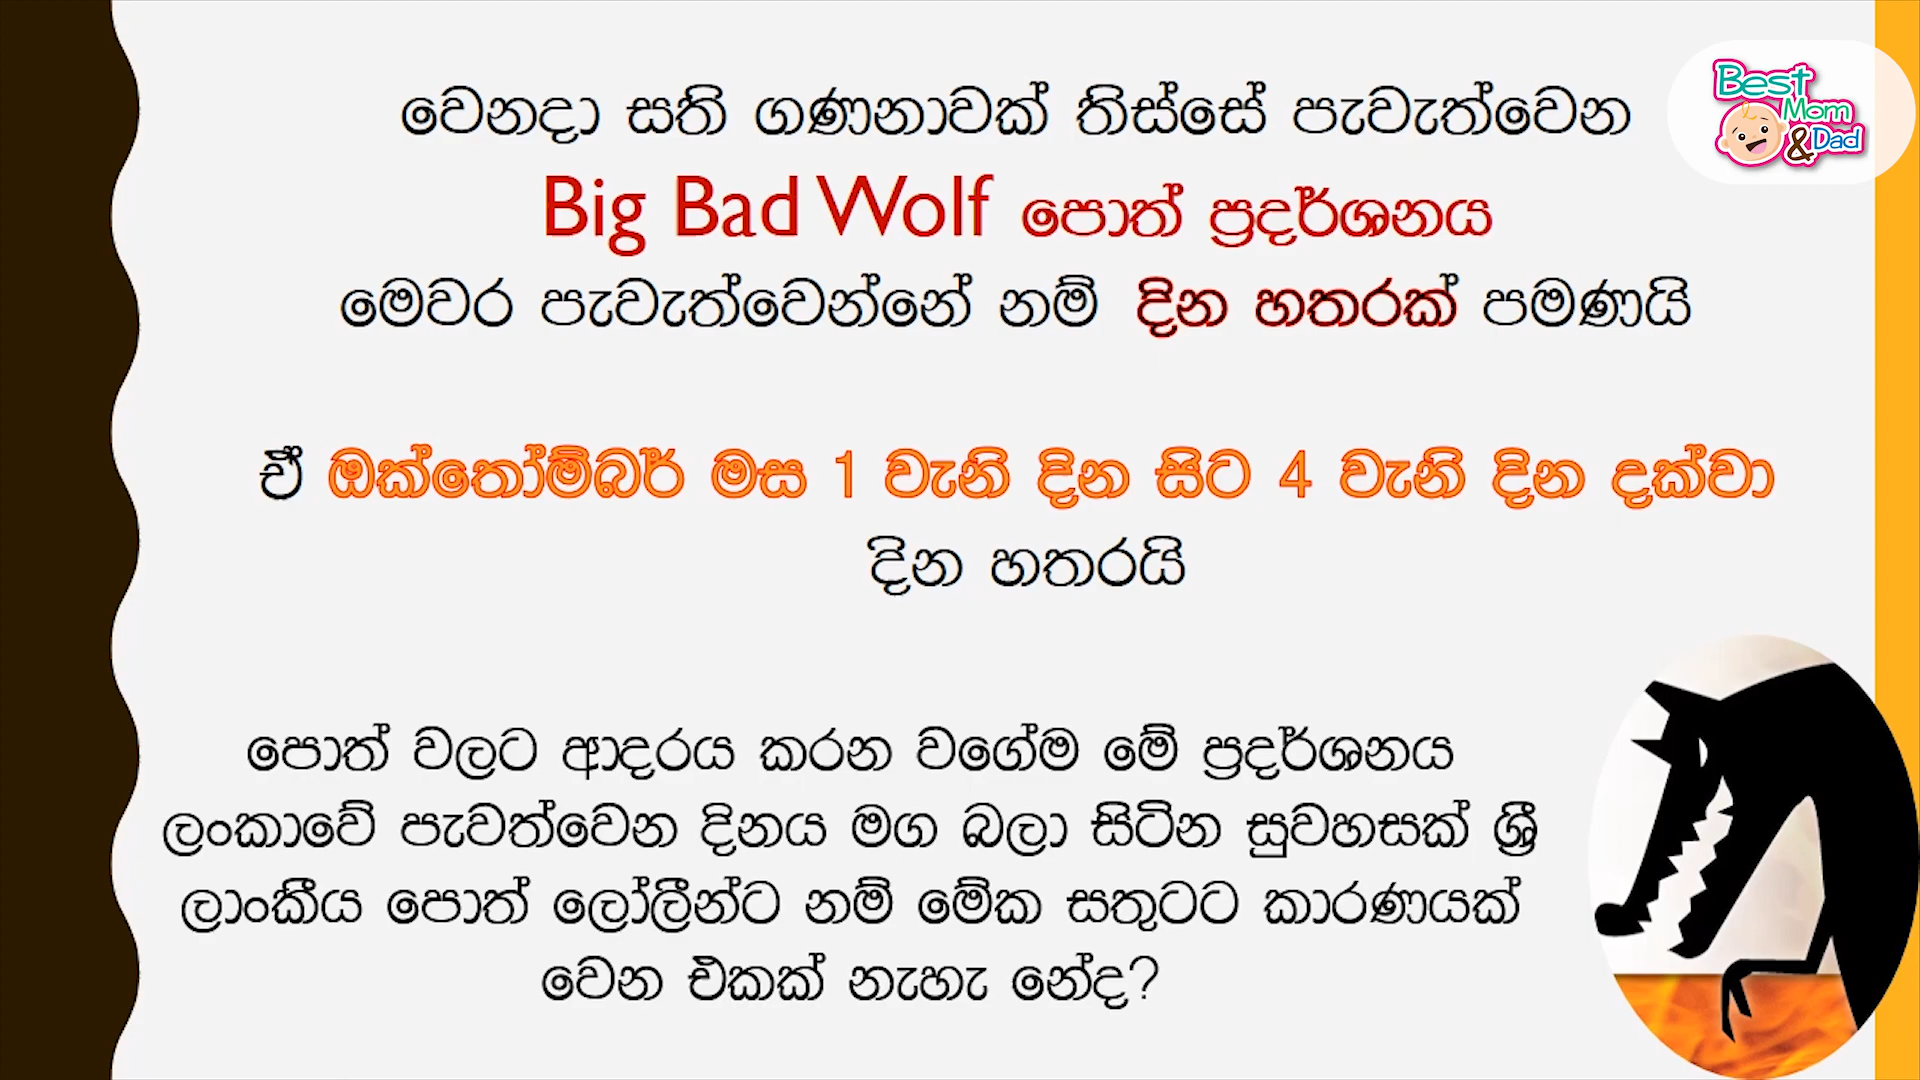 වෙනදා සති ගණනාවක් තිස්සේ පැවැත්වෙන
Big Bad Wolf පොත් ප්‍රදර්ශනය
මෙවර පැවැත්වෙන්නේ නම් දින හතරක් පමණයි
ඒ ඔක්තෝම්බර් මස 1 වැනි දින සිට 4 වැනි දින දක්වා
දින හතරයි
පොත් වලට ආදරය කරන වගේම මේ ප්‍රදර්ශනය
ලංකාවේ පැවත්වෙන දිනය මග බලා සිටින සුවහසක් ශ්‍රී
ලාංකීය පොත් ලෝලීන්ට නම් මේක සතුටට කාරණයක්
වෙන එකක් නැහැ නේද?
Best
Mom
& Dad